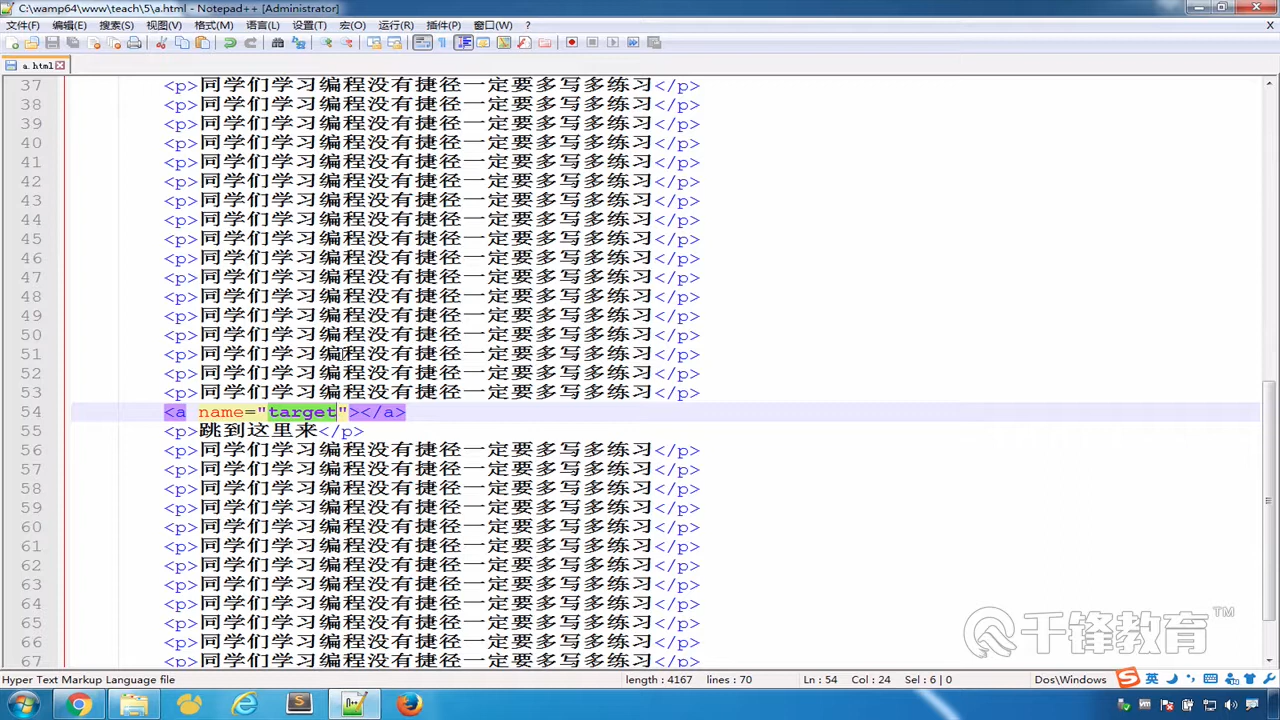 C:\wamp64\www\teach\5\a.html - Notepad++ [Administrator]
文件(F) 编辑(E) 搜索(S) 视图(V) 格式(M) 语言(L) 设置(T) 宏(O) 运行(R) 插件(P) 窗口(W) ? X
a.html
37 <p>同学们学习编程没有捷径一定要多写多练习</p>
38 <p>同学们学习编程没有捷径一定要多写多练习</p>
39 <p>同学们学习编程没有捷径一定要多写多练习</p>
40 <p>同学们学习编程没有捷径一定要多写多练习</p>
41 <p>同学们学习编程没有捷径一定要多写多练习</p>
42 <p>同学们学习编程没有捷径一定要多写多练习</p>
43 <p>同学们学习编程没有捷径一定要多写多练习</p>
44 <p>同学们学习编程没有捷径一定要多写多练习</p>
45 <p>同学们学习编程没有捷径一定要多写多练习</p>
46 <p>同学们学习编程没有捷径一定要多写多练习</p>
47 <p>同学们学习编程没有捷径一定要多写多练习</p>
48 <p>同学们学习编程没有捷径一定要多写多练习</p>
49 <p>同学们学习编程没有捷径一定要多写多练习</p>
50 <p>同学们学习编程没有捷径一定要多写多练习</p>
51 <p>同学们学习编程没有捷径一定要多写多练习</p>
52 <p>同学们学习编程没有捷径一定要多写多练习</p>
53 <p>同学们学习编程没有捷径一定要多写多练习</p>
54 <a name="target"></a>
55 <p>跳到这里来</p>
56 <p>同学们学习编程没有捷径一定要多写多练习</p>
57 <p>同学们学习编程没有捷径一定要多写多练习</p>
58 <p>同学们学习编程没有捷径一定要多写多练习</p>
59 <p>同学们学习编程没有捷径一定要多写多练习</p>
60 <p>同学们学习编程没有捷径一定要多写多练习</p>
61 <p>同学们学习编程没有捷径一定要多写多练习</p>
62 <p>同学们学习编程没有捷径一定要多写多练习</p>
63 <p>同学们学习编程没有捷径一定要多写多练习</p>
64 <p>同学们学习编程没有捷径一定要多写多练习</p>
65 <p>同学们学习编程没有捷径一定要多写多练习</p>
66 <p>同学们学习编程没有捷径一定要多写多练习</p>
67 <p>同学们学习编程没有捷径一定要多写多练习</p>
千锋教育™
Hyper Text Markup Language file length : 4167 lines : 70 Ln : 54 Col : 24 Sel : 6 | 0 Dos\Windows 英